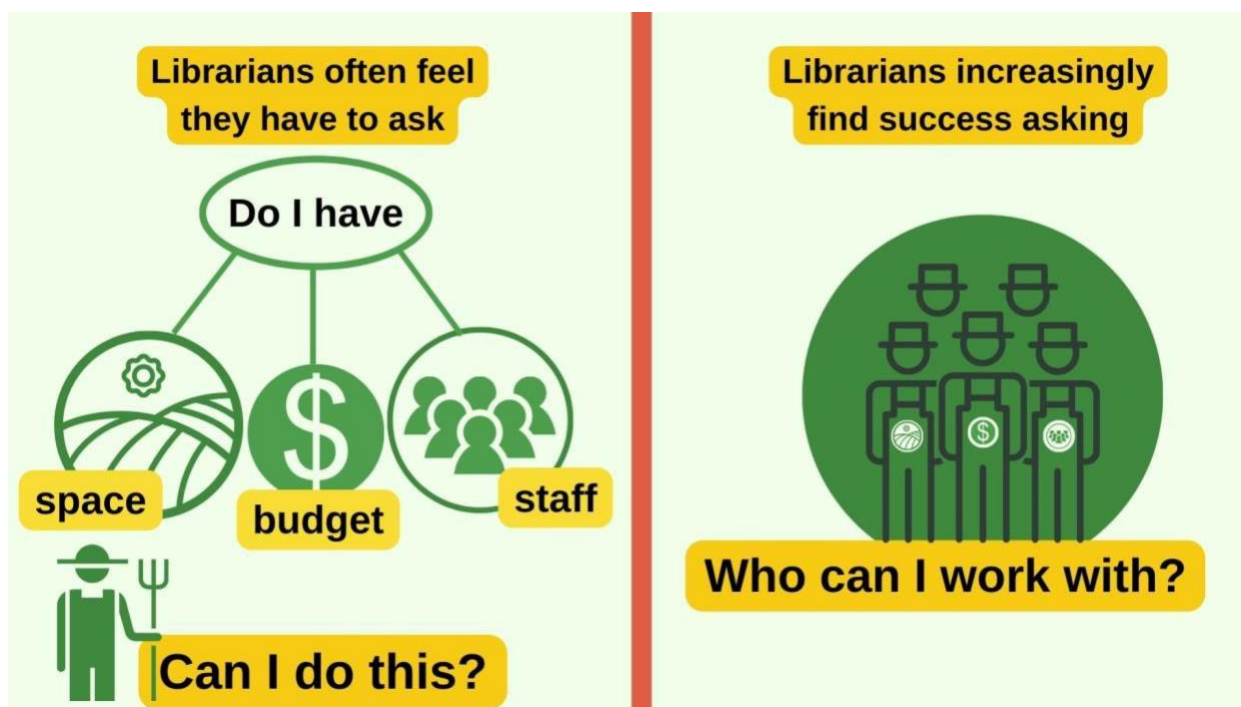 Librarians often feel
they have to ask
Do I have
space
budget
staff
$
Can I do this?
Librarians increasingly
find success asking
$
Who can I work with?